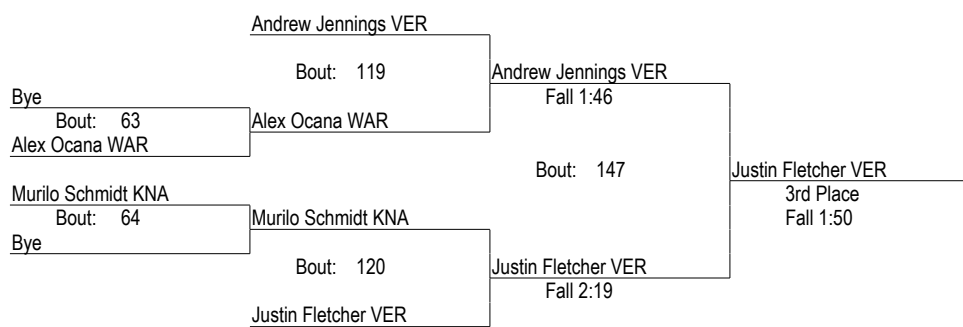 Andrew Jennings VER
Bout: 119
Andrew Jennings VER
Fall 1:46
Bye
Bout: 63
Alex Ocana WAR
Alex Ocana WAR
Bout: 147
Justin Fletcher VER
3rd Place
Fall 1:50
Murilo Schmidt KNA
Bout: 64
Murilo Schmidt KNA
Bye
Bout: 120
Justin Fletcher VER
Fall 2:19
Justin Fletcher VER